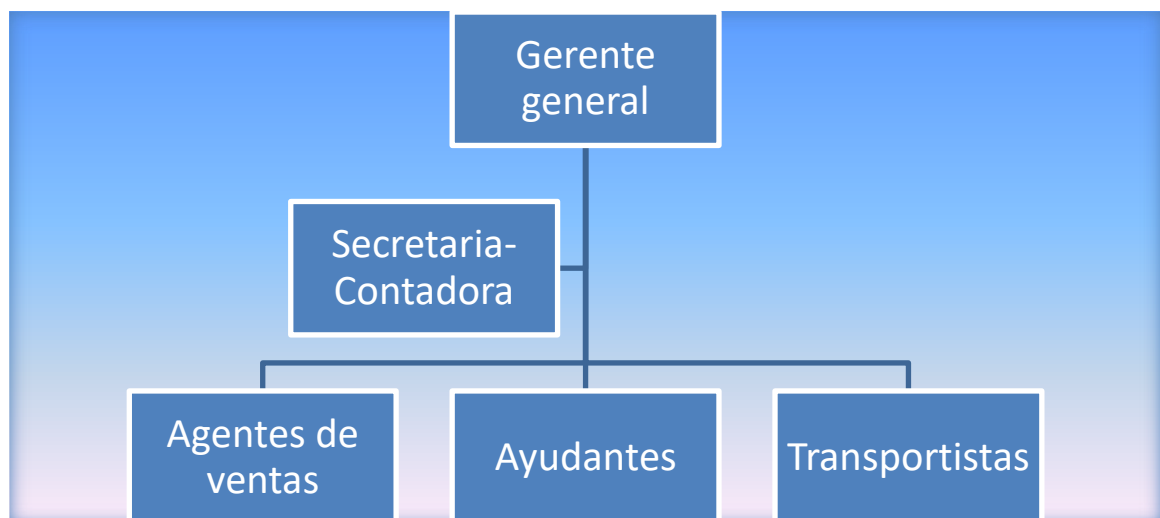 Gerente
general
Secretaria-
Contadora
Agentes de
ventas
Ayudantes
Transportistas